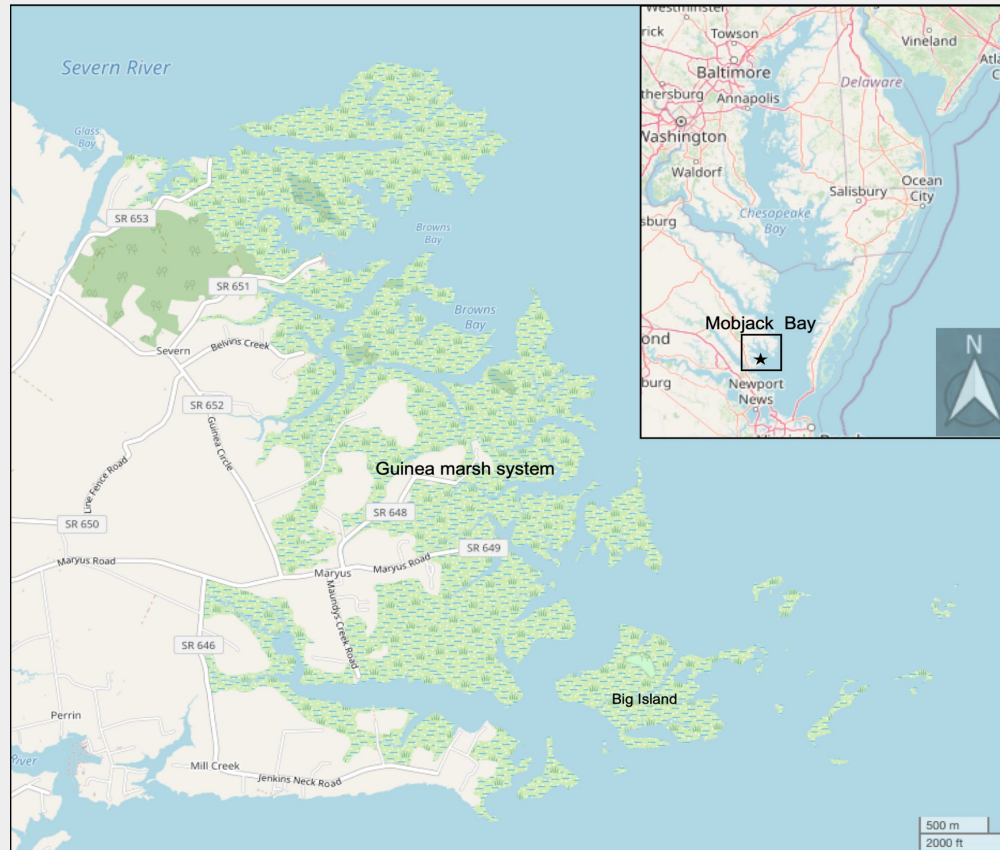 Severn River
Glass
Bay
SR 653
Browns
Bay
SR 651
Browns
Bay
Severn
Belvins Creek
SR 652
Guinea Circle
Line Fence Road
Guinea marsh system
SR 648
SR 650
SR 649
Maryus Road
Maryus
Maryus Road
Maundys Creek Road
SR 646
Big Island
Perrin
River
Mill Creek
Jenkins Neck Road
Westminster
Towson
rick
Vineland
Baltimore
Delaware
Atla
C
thersburg
Annapolis
Washington
Waldorf
Salisbury
Ocean
City
sburg
Chesapeake
Bay
Mobjack Bay
ond
burg
Newport
News
N
500 m
2000 ft